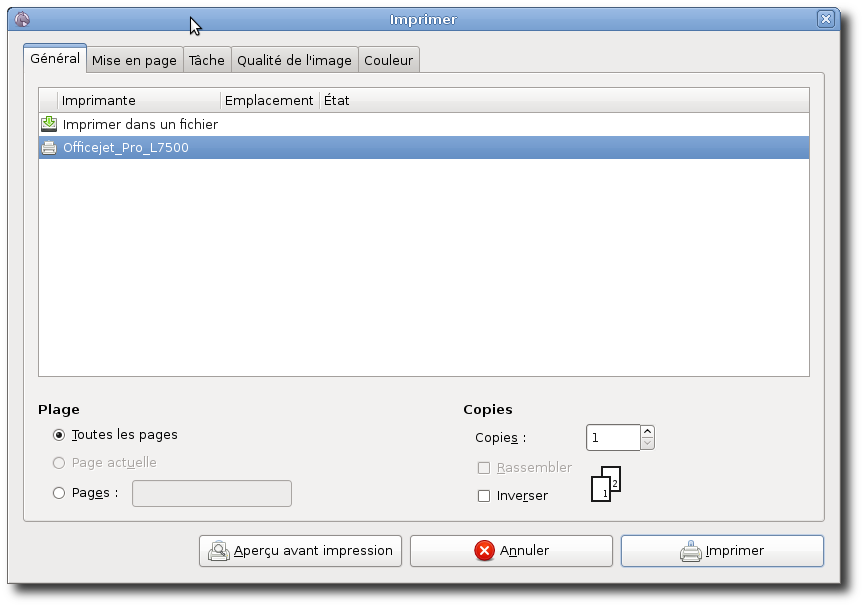 Imprimer
Général Mise en page Tâche Qualité de l'image Couleur
Imprimante Emplacement État
Imprimer dans un fichier
Officejet_Pro_L7500
Plage
Toutes les pages
Page actuelle
Pages :
Copies
Copies : 1
Rassembler
Inverser
1 2
Aperçu avant impression Annuler Imprimer